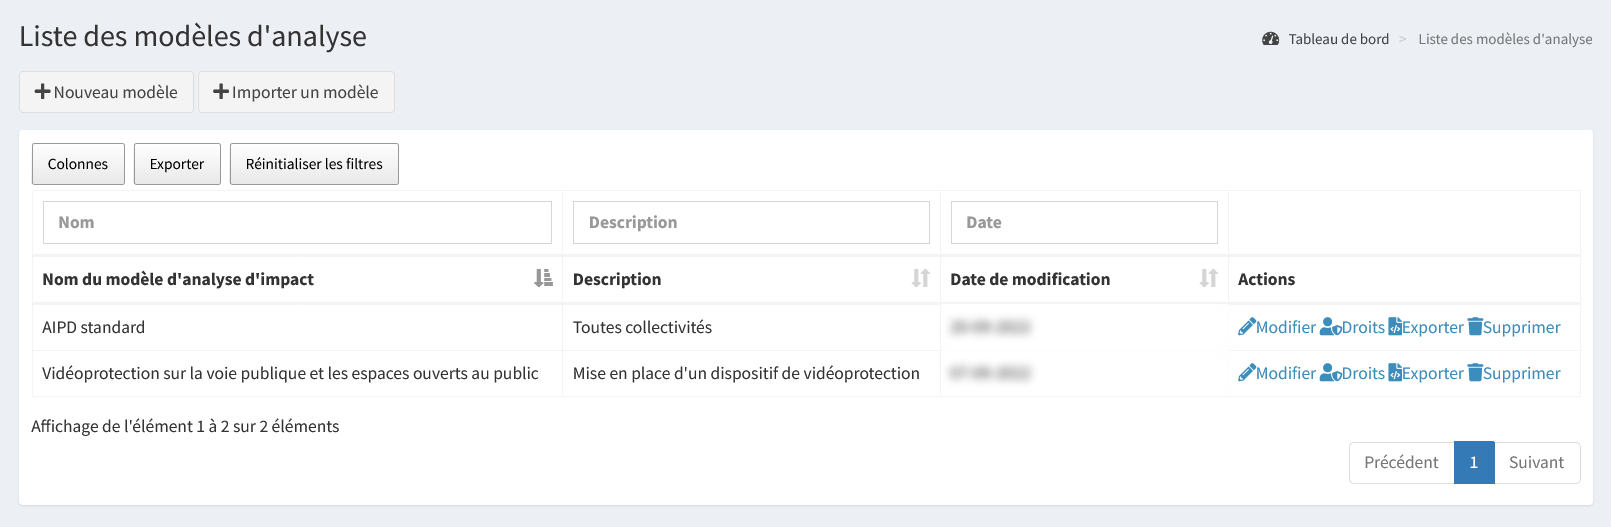 Liste des modèles d'analyse
Tableau de bord > Liste des modèles d'analyse
Nouveau modèle Importer un modèle
Colonnes Exporter Réinitialiser les filtres
Nom Description Date
Nom du modèle d'analyse d'impact Description Date de modification Actions
AIPD standard Toutes collectivités Modifier Droits Exporter Supprimer
Vidéoprotection sur la voie publique et les espaces ouverts au public Mise en place d'un dispositif de vidéoprotection Modifier Droits Exporter Supprimer
Affichage de l'élément 1 à 2 sur 2 éléments
Précédent 1 Suivant